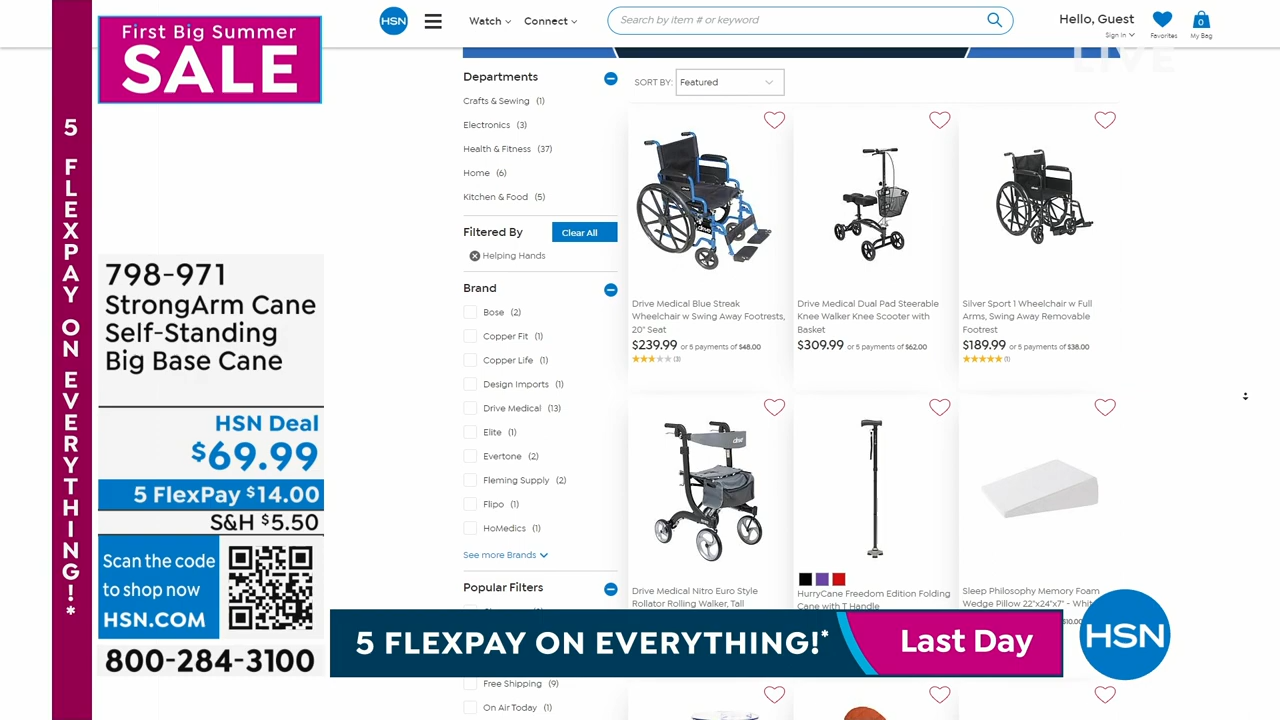 First Big Summer
SALE
5 FLEXPAY ON EVERYTHING!*
798-971
StrongArm Cane
Self-Standing
Big Base Cane
HSN Deal
$69.99
5 FlexPay $14.00
S&H $5.50
Scan the code
to shop now
HSN.COM
800-284-3100
HSN
Watch
Connect
Search by item # or keyword
Hello, Guest
Sign In
Favorites
0
My Bag
LIVE
Departments
Crafts & Sewing (1)
Electronics (3)
Health & Fitness (37)
Home (6)
Kitchen & Food (5)
Filtered By
Clear All
Helping Hands
Brand
Bose (2)
Copper Fit (1)
Copper Life (1)
Design Imports (1)
Drive Medical (13)
Elite (1)
Evertone (2)
Fleming Supply (2)
Flipo (1)
HoMedics (1)
See more Brands
Popular Filters
Free Shipping (9)
On Air Today (1)
SORT BY: Featured
Drive Medical Blue Streak
Wheelchair w Swing Away Footrests,
20" Seat
$239.99 or 5 payments of $48.00
(3)
Drive Medical Dual Pad Steerable
Knee Walker Knee Scooter with
Basket
$309.99 or 5 payments of $62.00
Silver Sport 1 Wheelchair w Full
Arms, Swing Away Removable
Footrest
$189.99 or 5 payments of $38.00
(1)
drive
Drive Medical Nitro Euro Style
Rollator Rolling Walker, Tall
HurryCane Freedom Edition Folding
Cane with T Handle
Sleep Philosophy Memory Foam
Wedge Pillow 22"x24"x7" - Whit
5 FLEXPAY ON EVERYTHING!*
Last Day
HSN